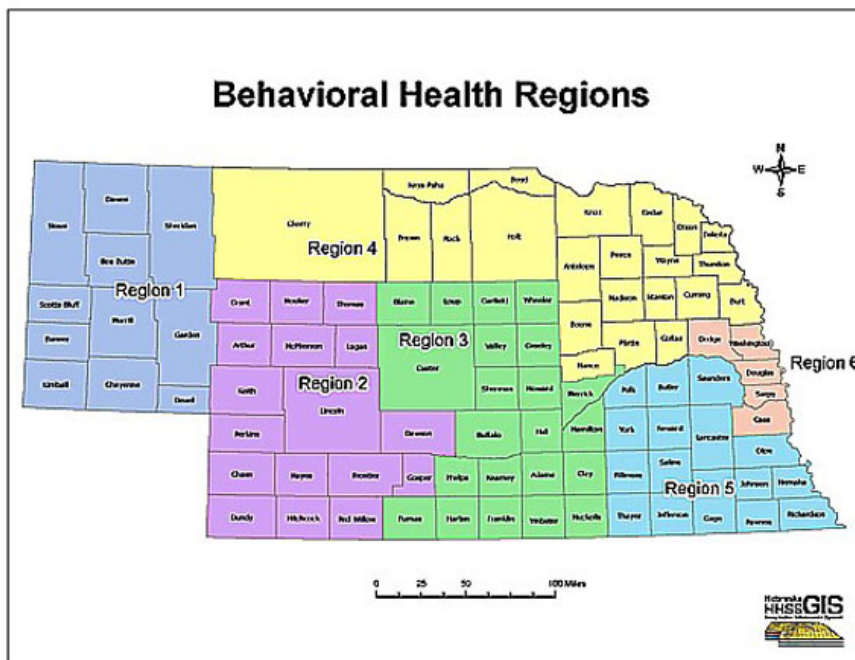 Behavioral Health Regions
N
W E
S
Sioux
Dawes
Sheridan
Box Butte
Region 1
Scotts Bluff
Morrill
Garden
Banner
Kimball
Cheyenne
Deuel
Cherry
Region 4
Keya Paha
Boyd
Brown
Rock
Holt
Knox
Cedar
Dixon
Dakota
Antelope
Pierce
Wayne
Thurston
Madison
Stanton
Cuming
Burt
Boone
Platte
Colfax
Nance
Grant
Hooker
Thomas
Arthur
McPherson
Logan
Region 2
Keith
Lincoln
Perkins
Dawson
Chase
Hayes
Frontier
Gosper
Dundy
Hitchcock
Red Willow
Blaine
Loup
Garfield
Wheeler
Region 3
Custer
Valley
Greeley
Sherman
Howard
Merrick
Buffalo
Hall
Hamilton
Phelps
Kearney
Adams
Clay
Furnas
Harlan
Franklin
Webster
Nuckolls
Dodge
Washington
Region 6
Douglas
Sarpy
Cass
Polk
Butler
Saunders
York
Seward
Lancaster
Otoe
Fillmore
Saline
Region 5
Johnson
Nemaha
Thayer
Jefferson
Gage
Pawnee
Richardson
0 25 50 100 Miles
Nebraska
HHSS GIS